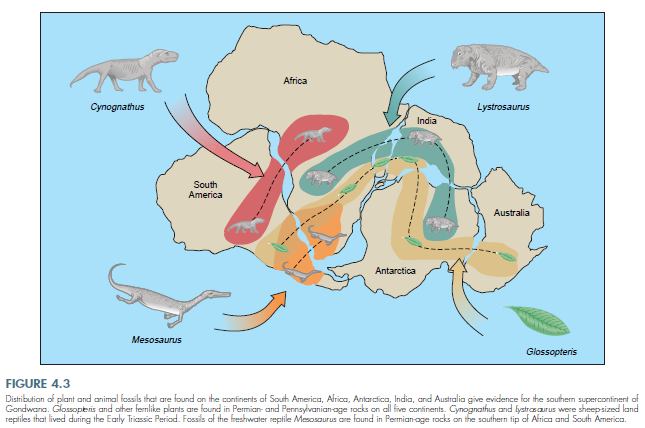 Africa
Cynognathus
Lystrosaurus
India
South
America
Australia
Antarctica
Mesosaurus
Glossopteris
FIGURE 4.3
Distribution of plant and animal fossils that are found on the continents of South America, Africa, Antarctica, India, and Australia give evidence for the southern supercontinent of
Gondwana. Glossopteris and other fernlike plants are found in Permian- and Pennsylvanian-age rocks on all five continents. Cynognathus and Lystrosaurus were sheep-sized land
reptiles that lived during the Early Triassic Period. Fossils of the freshwater reptile Mesosaurus are found in Permian-age rocks on the southern tip of Africa and South America.